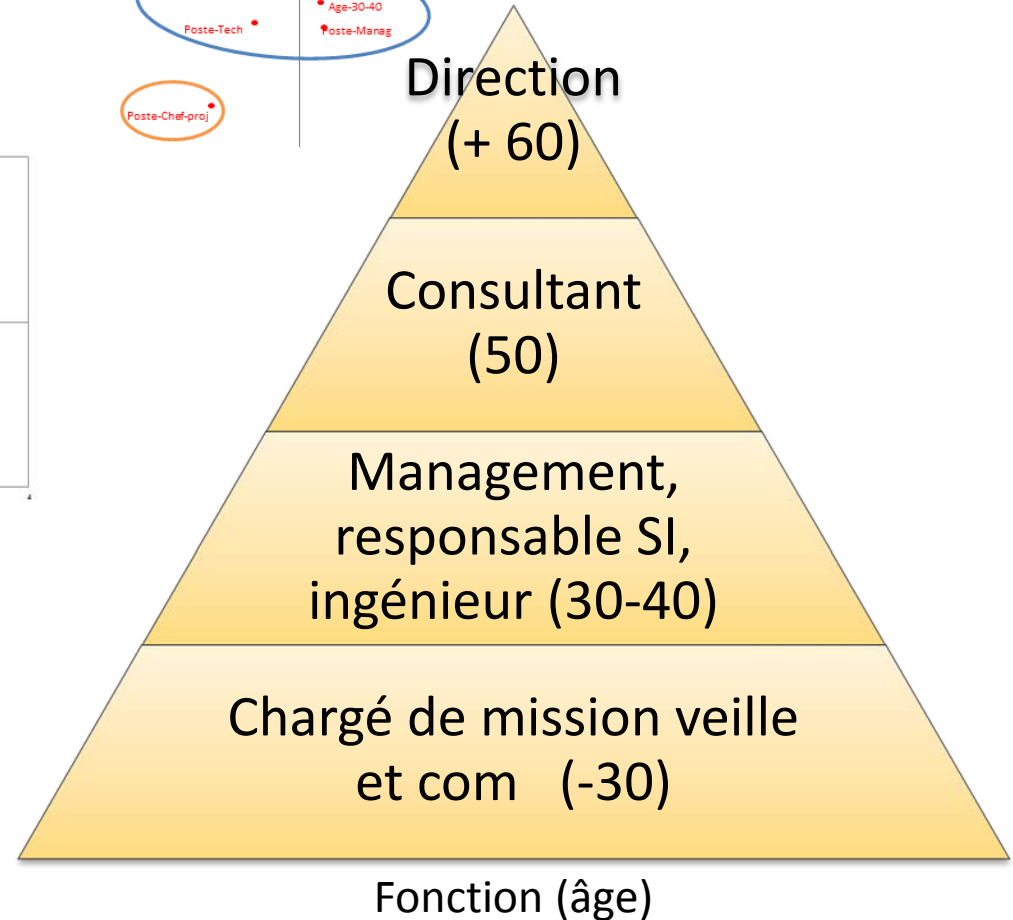 Age-30-40
Poste-Tech
Poste-Manag
Poste-Chef-proj
Direction
(+ 60)
Consultant
(50)
Management,
responsable SI,
ingénieur (30-40)
Chargé de mission veille
et com (-30)
Fonction (âge)